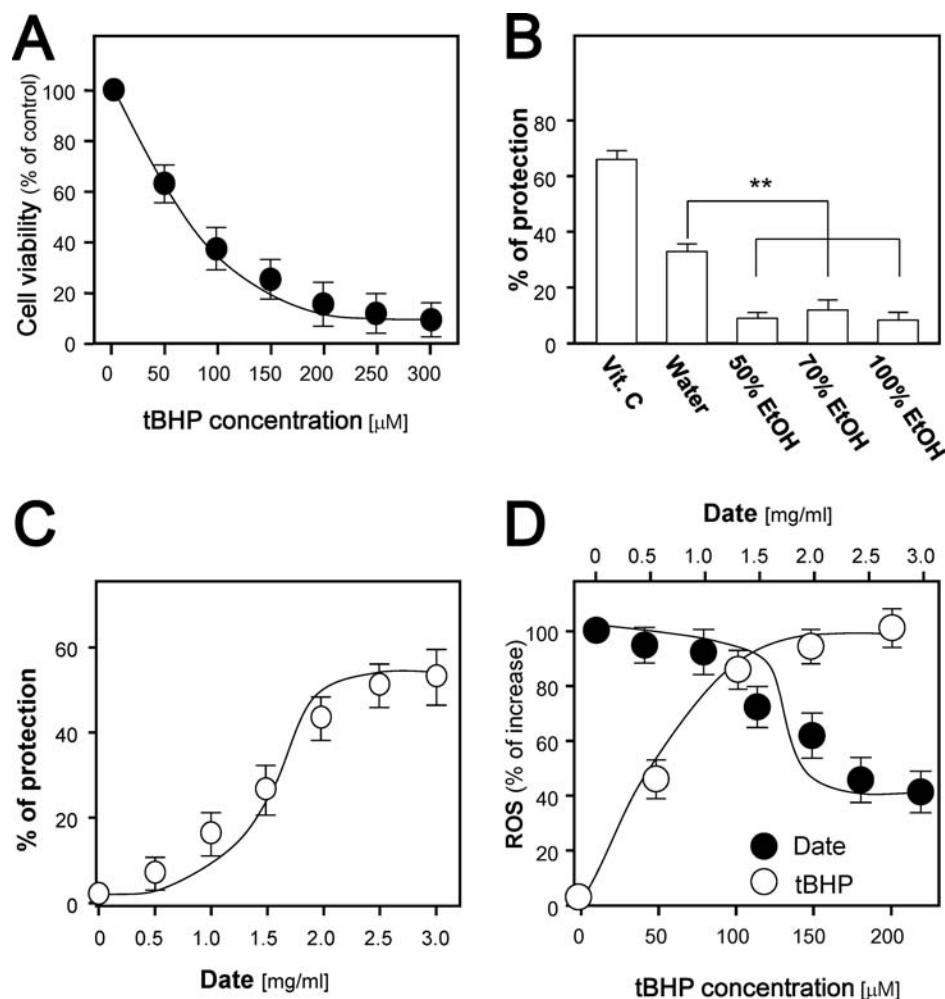 A
Cell viability (% of control)
100
80
60
40
20
0
0 50 100 150 200 250 300
tBHP concentration [μM]
B
% of protection
80
60
40
20
0
**
Vit. C
Water
50% EtOH
70% EtOH
100% EtOH
C
% of protection
60
40
20
0
0 0.5 1.0 1.5 2.0 2.5 3.0
Date [mg/ml]
D
Date [mg/ml]
0 0.5 1.0 1.5 2.0 2.5 3.0
ROS (% of increase)
100
80
60
40
20
0
Date
tBHP
0 50 100 150 200
tBHP concentration [μM]